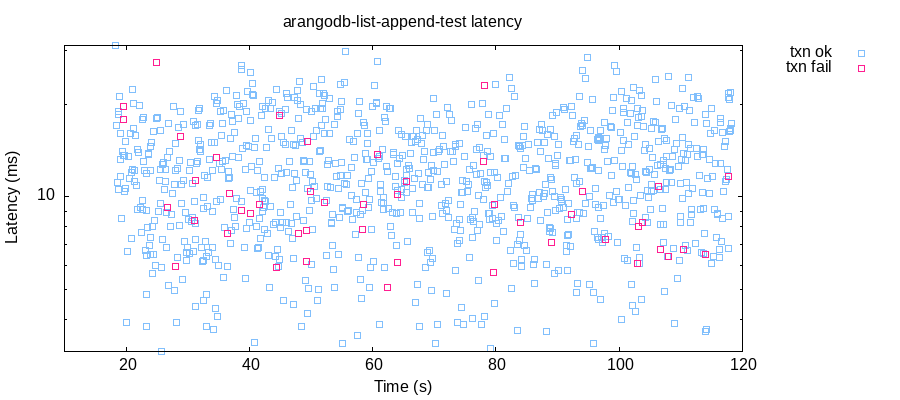 arangodb-list-append-test latency
txn ok
txn fail
Latency (ms)
10
20
40
60
80
100
120
Time (s)